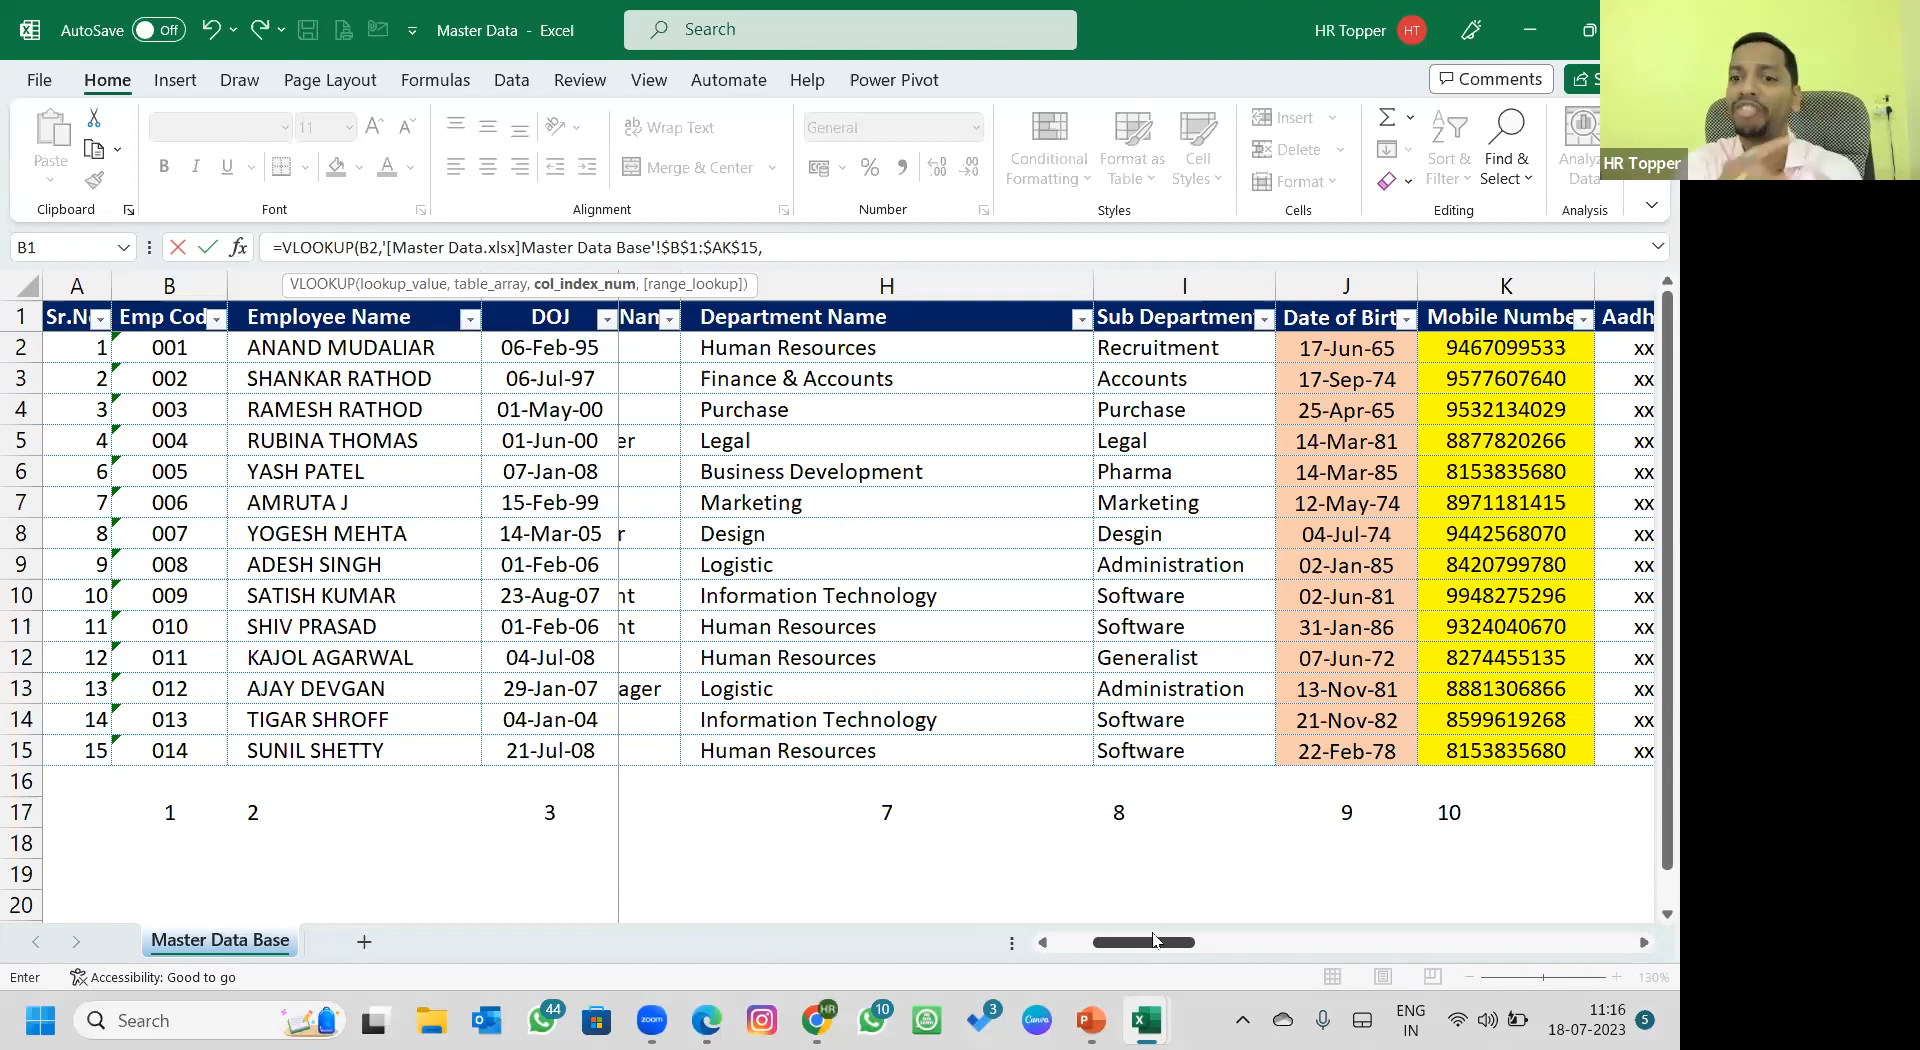 AutoSave Off Master Data - Excel Search HR Topper HT
File Home Insert Draw Page Layout Formulas Data Review View Automate Help Power Pivot Comments S
Paste 11 Wrap Text General Conditional Formatting Format as Table Cell Styles Insert Sort & Filter Find & Select Analyz Data
B I U Merge & Center Delete
Format
Clipboard Font Alignment Number Styles Cells Editing Analysis
HR Topper
B1 fx =VLOOKUP(B2,'[Master Data.xlsx]Master Data Base'!$B$1:$AK$15,
VLOOKUP(lookup_value, table_array, col_index_num, [range_lookup])
A B H I J K
1 Sr.N Emp Cod Employee Name DOJ Nam Department Name Sub Departmen Date of Birt Mobile Numbe Aadh
2 1 001 ANAND MUDALIAR 06-Feb-95 Human Resources Recruitment 17-Jun-65 9467099533 xx
3 2 002 SHANKAR RATHOD 06-Jul-97 Finance & Accounts Accounts 17-Sep-74 9577607640 xx
4 3 003 RAMESH RATHOD 01-May-00 Purchase Purchase 25-Apr-65 9532134029 xx
5 4 004 RUBINA THOMAS 01-Jun-00 er Legal Legal 14-Mar-81 8877820266 xx
6 6 005 YASH PATEL 07-Jan-08 Business Development Pharma 14-Mar-85 8153835680 xx
7 7 006 AMRUTA J 15-Feb-99 Marketing Marketing 12-May-74 8971181415 xx
8 8 007 YOGESH MEHTA 14-Mar-05 r Design Desgin 04-Jul-74 9442568070 xx
9 9 008 ADESH SINGH 01-Feb-06 Logistic Administration 02-Jan-85 8420799780 xx
10 10 009 SATISH KUMAR 23-Aug-07 nt Information Technology Software 02-Jun-81 9948275296 xx
11 11 010 SHIV PRASAD 01-Feb-06 nt Human Resources Software 31-Jan-86 9324040670 xx
12 12 011 KAJOL AGARWAL 04-Jul-08 Human Resources Generalist 07-Jun-72 8274455135 xx
13 13 012 AJAY DEVGAN 29-Jan-07 ager Logistic Administration 13-Nov-81 8881306866 xx
14 14 013 TIGAR SHROFF 04-Jan-04 Information Technology Software 21-Nov-82 8599619268 xx
15 15 014 SUNIL SHETTY 21-Jul-08 Human Resources Software 22-Feb-78 8153835680 xx
16
17 1 2 3 7 8 9 10
18
19
20
Master Data Base
Enter Accessibility: Good to go 130%
Search 44 zoom HR 10 3 Canva ENG IN 11:16 18-07-2023 5